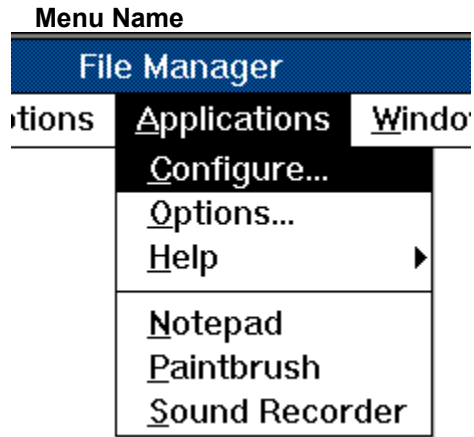 Menu Name
File Manager
Applications
Configure...
Options...
Help
Notepad
Paintbrush
Sound Recorder